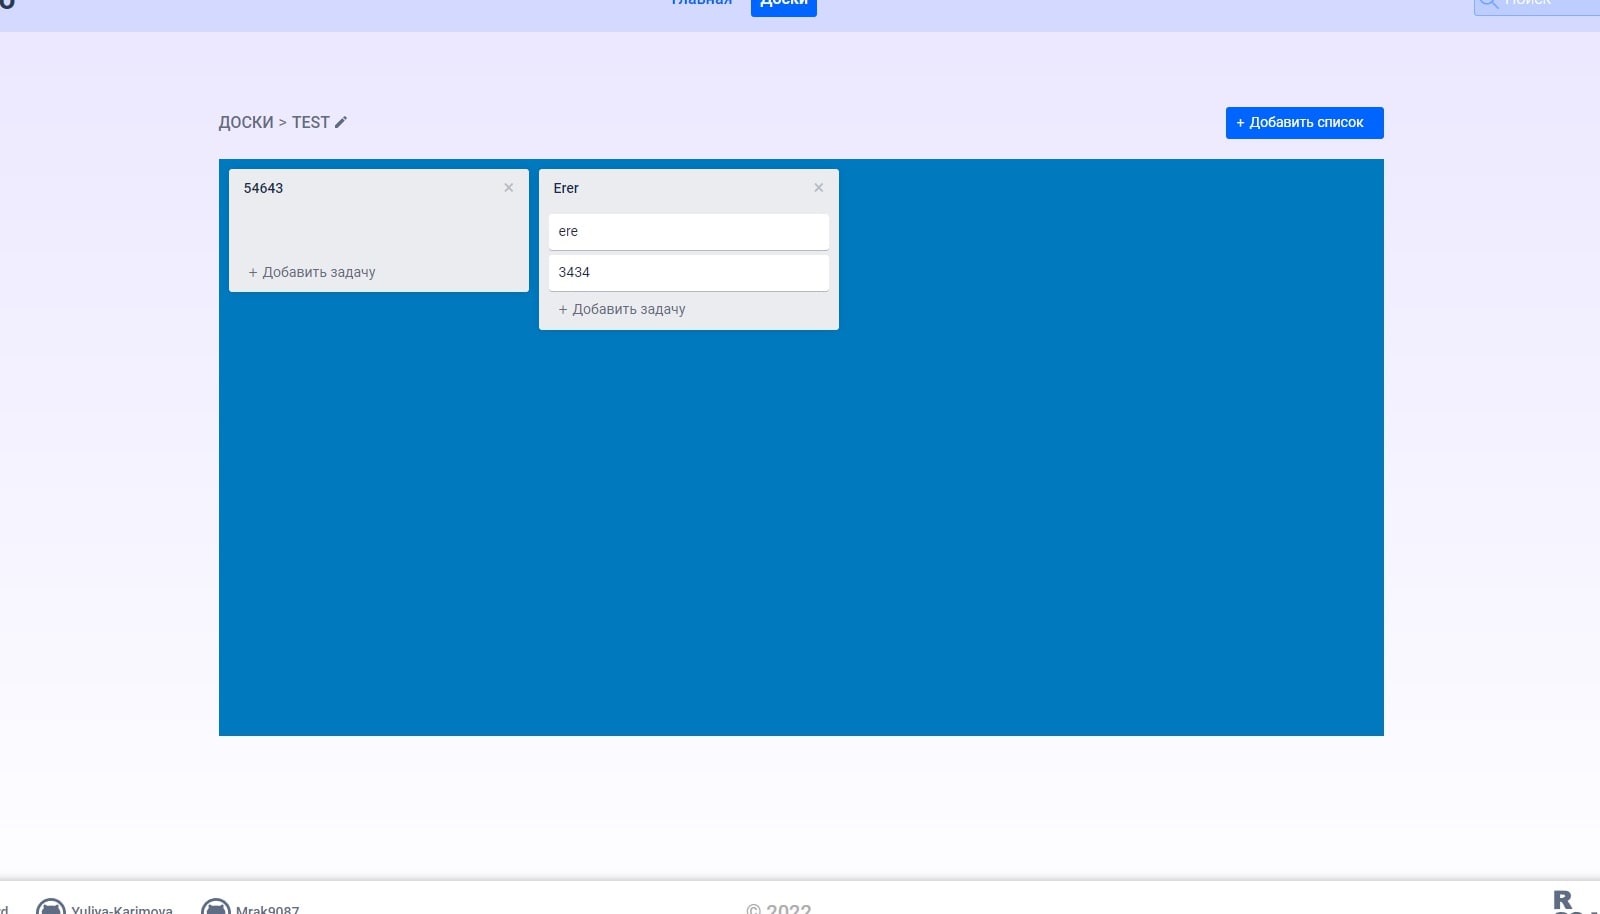 Главная Доски Поиск
ДОСКИ > TEST
+ Добавить список
54643
+ Добавить задачу
Erer
ere
3434
+ Добавить задачу
Yuliya-Karimova Mrak9087 © 2022